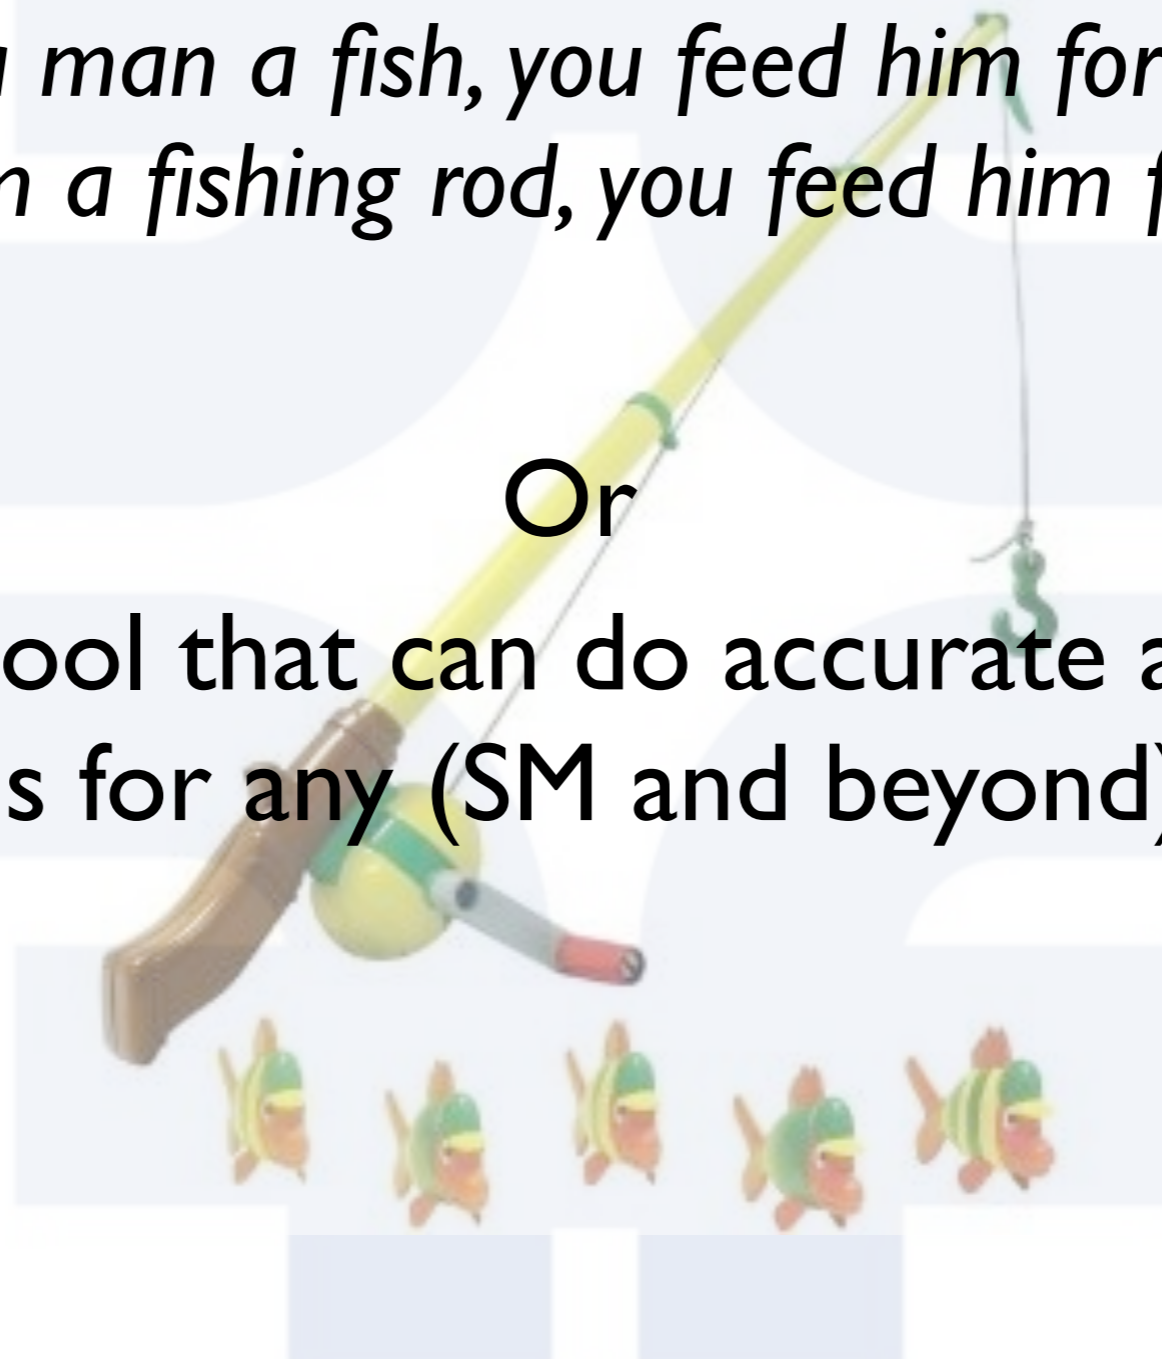 man a fish, you feed him for
a fishing rod, you feed him
Or
ool that can do accurate
s for any (SM and beyond)